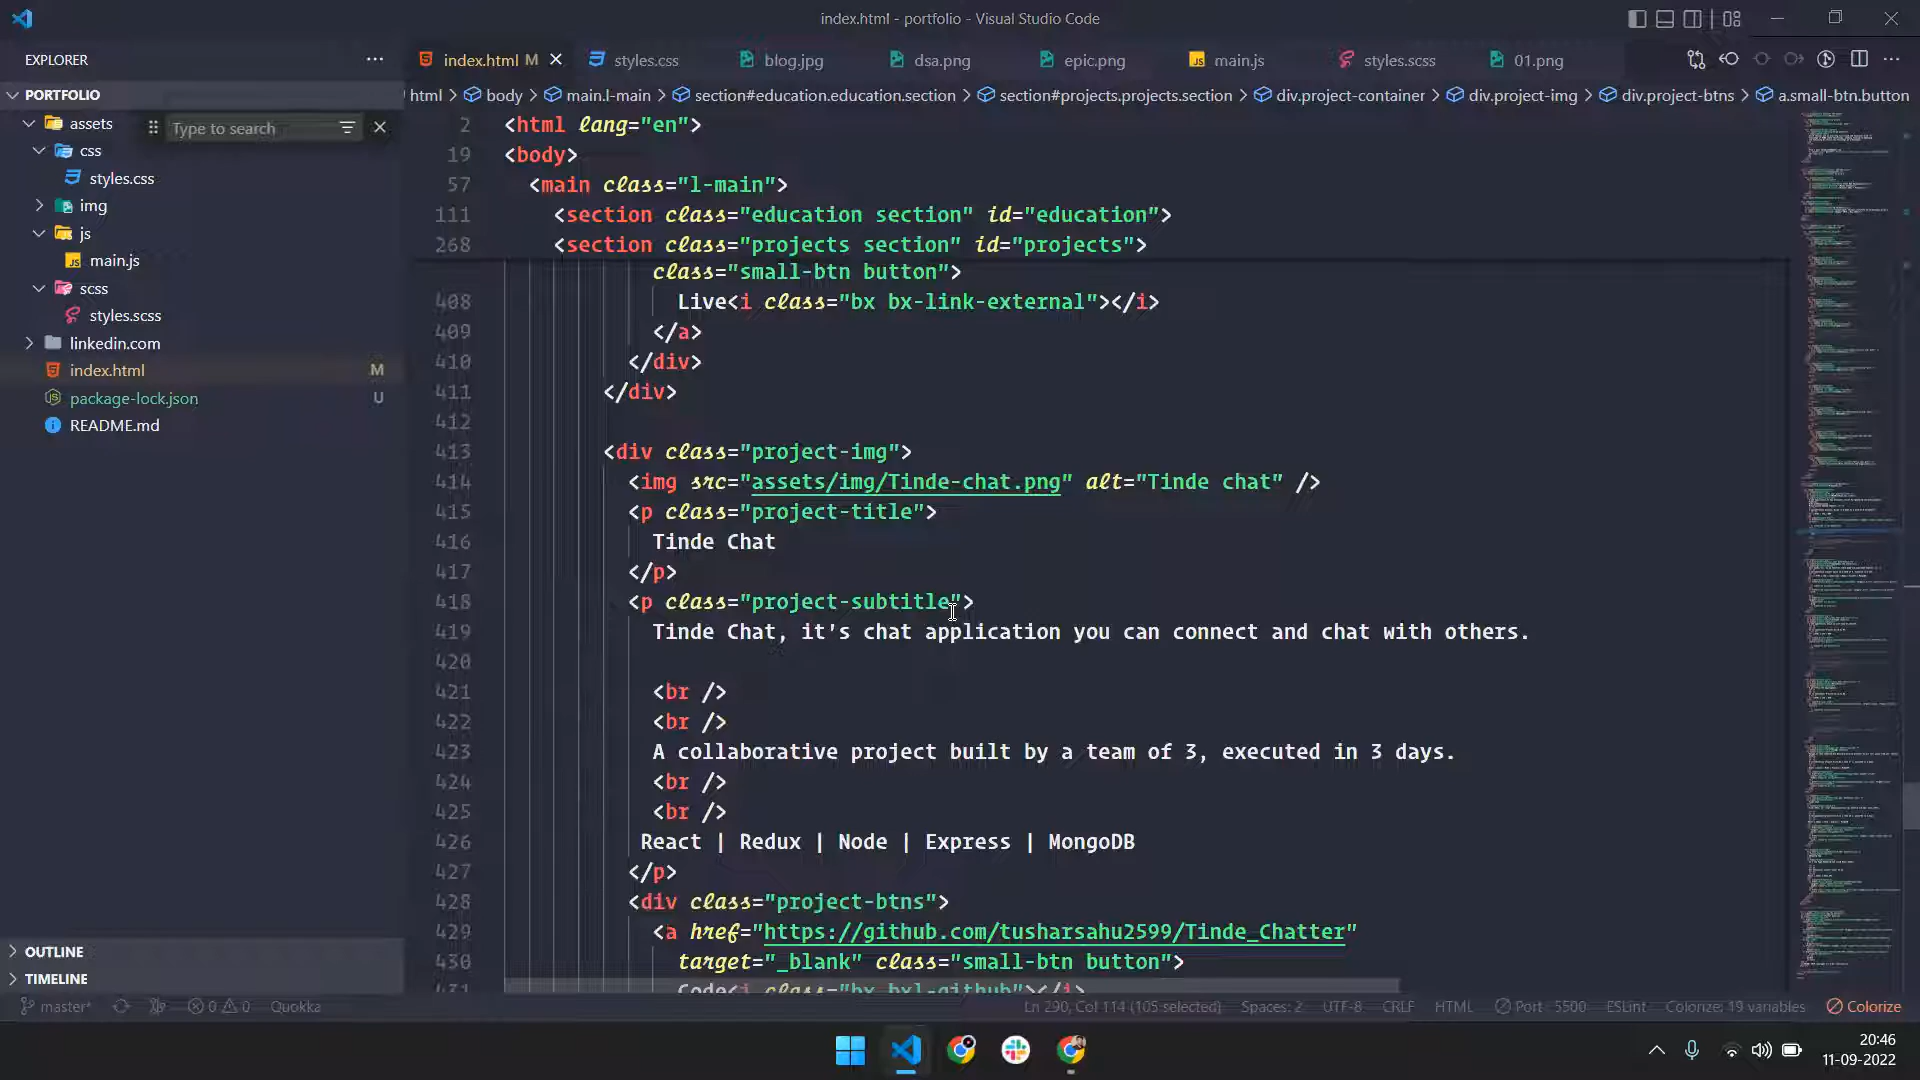 index.html - portfolio - Visual Studio Code
EXPLORER
index.html M
styles.css
blog.jpg
dsa.png
epic.png
main.js
styles.scss
01.png
PORTFOLIO
html > body > main.l-main > section#education.education.section > section#projects.projects.section > div.project-container > div.project-img > div.project-btns > a.small-btn.button
assets
Type to search
css
styles.css
img
js
main.js
scss
styles.scss
linkedin.com
index.html M
package-lock.json U
README.md
OUTLINE
TIMELINE
2 <html lang="en">
19 <body>
57 <main class="l-main">
111 <section class="education section" id="education">
268 <section class="projects section" id="projects">
class="small-btn button">
408 Live<i class="bx bx-link-external"></i>
409 </a>
410 </div>
411 </div>
412
413 <div class="project-img">
414 <img src="assets/img/Tinde-chat.png" alt="Tinde chat" />
415 <p class="project-title">
416 Tinde Chat
417 </p>
418 <p class="project-subtitle">
419 Tinde Chat, it's chat application you can connect and chat with others.
420
421 <br />
422 <br />
423 A collaborative project built by a team of 3, executed in 3 days.
424 <br />
425 <br />
426 React | Redux | Node | Express | MongoDB
427 </p>
428 <div class="project-btns">
429 <a href="https://github.com/tusharsahu2599/Tinde_Chatter"
430 target="_blank" class="small-btn button">
431 Code<i class="bx bxl-github"></i>
master* 0 0 Quokka Ln 290, Col 114 (105 selected) Spaces: 2 UTF-8 CRLF HTML Port : 5500 ESLint Colorize: 19 variables Colorize
20:46
11-09-2022